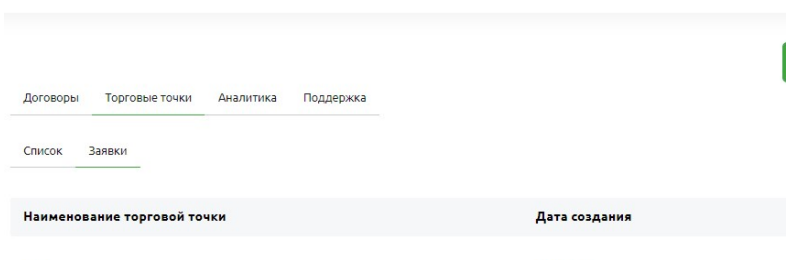 Договоры Торговые точки Аналитика Поддержка
Список Заявки
Наименование торговой точки Дата создания